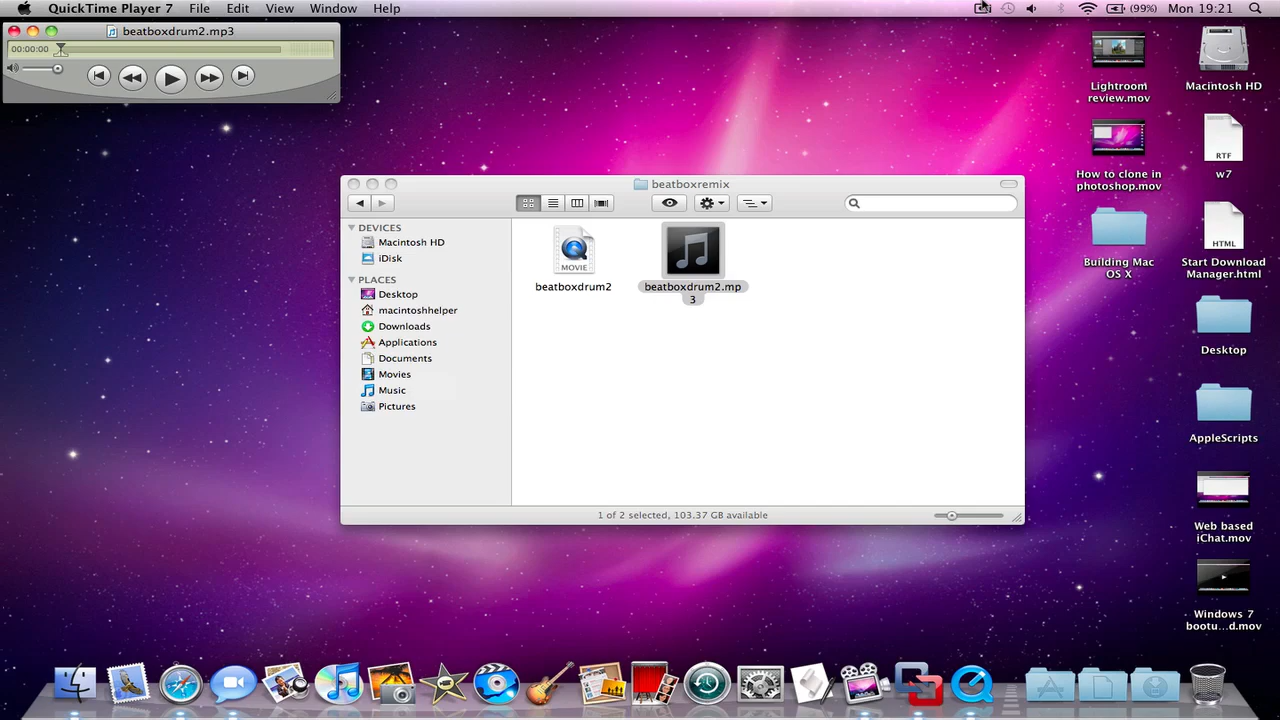 QuickTime Player 7 File Edit View Window Help (99%) Mon 19:21
beatboxdrum2.mp3
00:00:00
Lightroom
review.mov
Macintosh HD
How to clone in
photoshop.mov
RTF
w7
Building Mac
OS X
HTML
Start Download
Manager.html
Desktop
AppleScripts
Web based
iChat.mov
Windows 7
bootu...d.mov
beatboxremix
DEVICES
Macintosh HD
iDisk
PLACES
Desktop
macintoshhelper
Downloads
Applications
Documents
Movies
Music
Pictures
MOVIE
beatboxdrum2
beatboxdrum2.mp
3
1 of 2 selected, 103.37 GB available